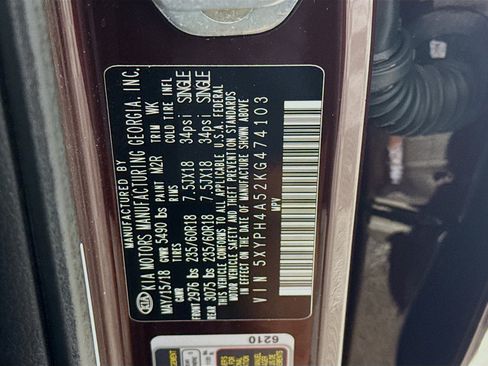 MANUFACTURED BY
KIA KIA MOTORS MANUFACTURING GEORGIA, INC.
MAY/15/18 GVWR 5490 lbs PAINT M2R TRIM WK
GAWR TIRES RIMS COLD TIRE INFL
FRONT 2976 lbs 235/60R18 7.5JX18 34psi SINGLE
REAR 3075 lbs 235/60R18 7.5JX18 34psi SINGLE
THIS VEHICLE CONFORMS TO ALL APPLICABLE U.S.A. FEDERAL
MOTOR VEHICLE SAFETY AND THEFT PREVENTION STANDARDS
IN EFFECT ON THE DATE OF MANUFACTURE SHOWN ABOVE
MPV
VIN 5XYPH4A52KG474103
6210